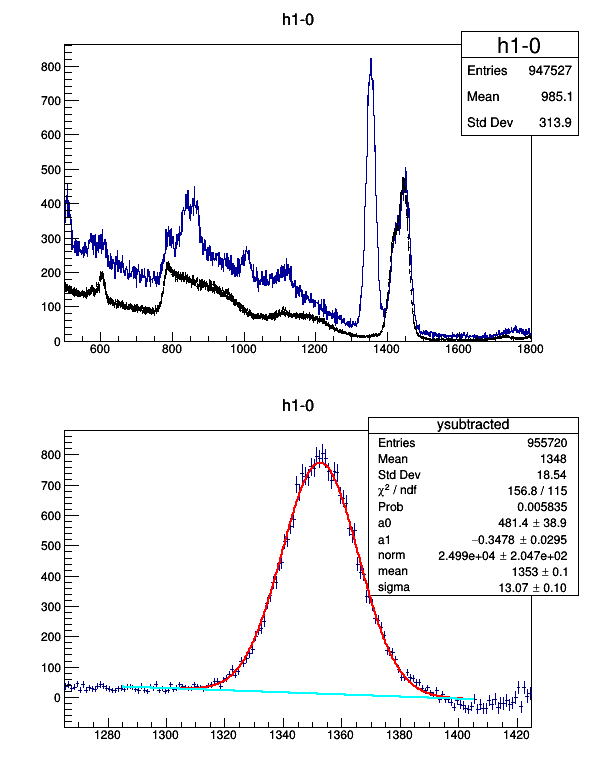 h1-0
h1-0
Entries 947527
Mean 985.1
Std Dev 313.9
800
700
600
500
400
300
200
100
0
600 800 1000 1200 1400 1600 1800
h1-0
ysubtracted
Entries 955720
Mean 1348
Std Dev 18.54
χ² / ndf 156.8 / 115
Prob 0.005835
a0 481.4 ± 38.9
a1 −0.3478 ± 0.0295
norm 2.499e+04 ± 2.047e+02
mean 1353 ± 0.1
sigma 13.07 ± 0.10
800
700
600
500
400
300
200
100
0
1280 1300 1320 1340 1360 1380 1400 1420